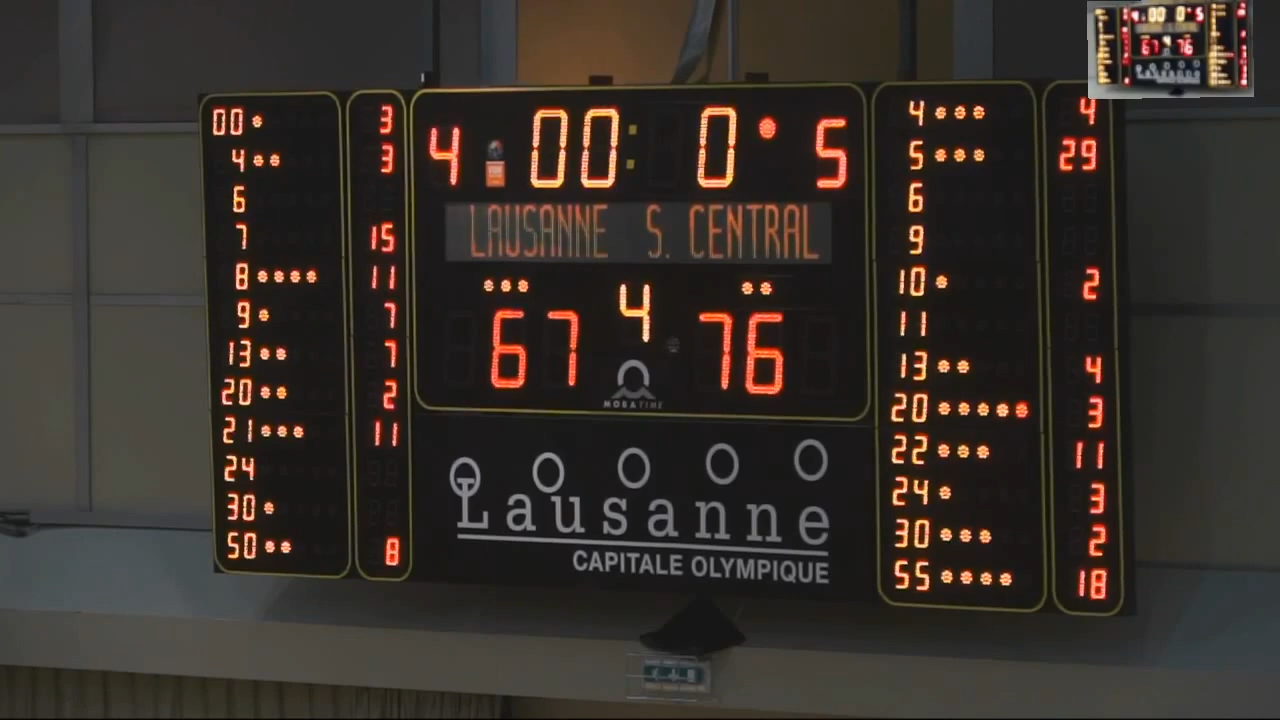 00 3 4 00:0 5 4 4
4 3 5 29
6 LAUSANNE S. CENTRAL 6
7 15 9
8 11 4 10 2
9 7 67 76 11
13 7 13 4
20 2 MOBATIME 20 3
21 11 22 11
24 Lausanne 24 3
30 30 2
50 8 CAPITALE OLYMPIQUE 55 18